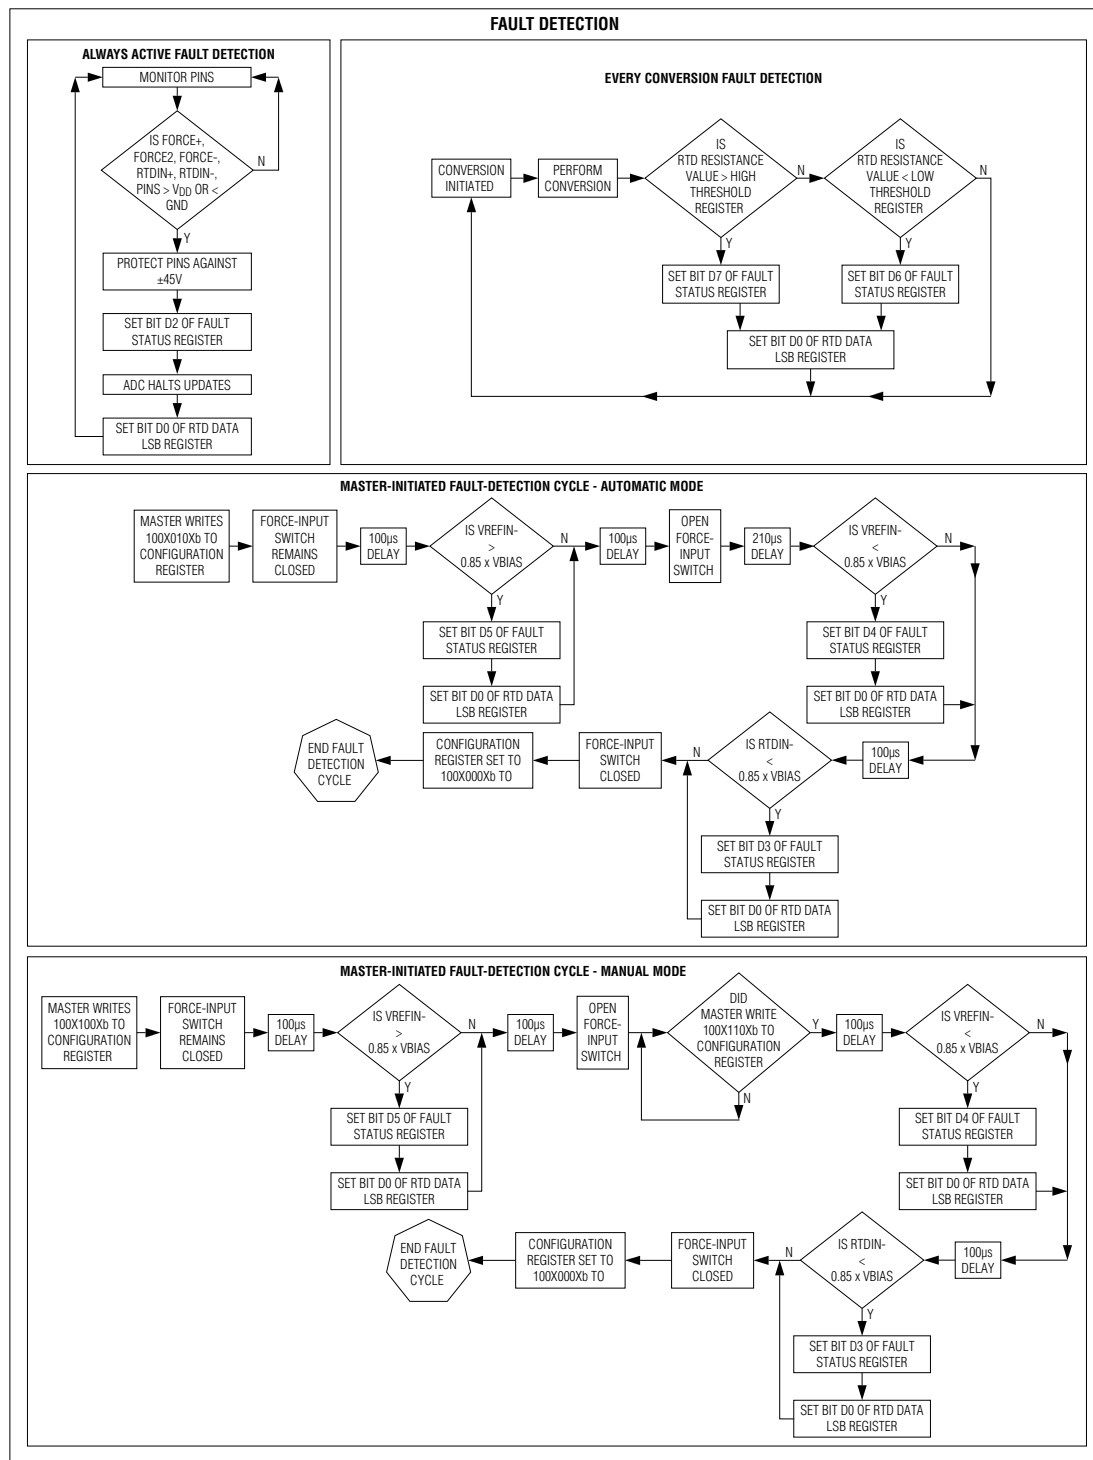 FAULT DETECTION
ALWAYS ACTIVE FAULT DETECTION
MONITOR PINS
IS FORCE+,
FORCE2, FORCE-,
RTDIN+, RTDIN-,
PINS > VDD OR <
GND
N
Y
PROTECT PINS AGAINST
±45V
SET BIT D2 OF FAULT
STATUS REGISTER
ADC HALTS UPDATES
SET BIT D0 OF RTD DATA
LSB REGISTER
EVERY CONVERSION FAULT DETECTION
CONVERSION
INITIATED
PERFORM
CONVERSION
IS
RTD RESISTANCE
VALUE > HIGH
THRESHOLD
REGISTER
N
Y
IS
RTD RESISTANCE
VALUE < LOW
THRESHOLD
REGISTER
N
Y
SET BIT D7 OF FAULT
STATUS REGISTER
SET BIT D6 OF FAULT
STATUS REGISTER
SET BIT D0 OF RTD DATA
LSB REGISTER
MASTER-INITIATED FAULT-DETECTION CYCLE - AUTOMATIC MODE
MASTER WRITES
100X010Xb TO
CONFIGURATION
REGISTER
FORCE-INPUT
SWITCH
REMAINS
CLOSED
100µs
DELAY
IS VREFIN-
>
0.85 x VBIAS
N
Y
SET BIT D5 OF FAULT
STATUS REGISTER
SET BIT D0 OF RTD DATA
LSB REGISTER
100µs
DELAY
OPEN
FORCE-
INPUT
SWITCH
210µs
DELAY
IS VREFIN-
<
0.85 x VBIAS
N
Y
SET BIT D4 OF FAULT
STATUS REGISTER
SET BIT D0 OF RTD DATA
LSB REGISTER
100µs
DELAY
IS RTDIN-
<
0.85 x VBIAS
N
Y
SET BIT D3 OF FAULT
STATUS REGISTER
SET BIT D0 OF RTD DATA
LSB REGISTER
FORCE-INPUT
SWITCH
CLOSED
CONFIGURATION
REGISTER SET TO
100X000Xb TO
END FAULT
DETECTION
CYCLE
MASTER-INITIATED FAULT-DETECTION CYCLE - MANUAL MODE
MASTER WRITES
100X100Xb TO
CONFIGURATION
REGISTER
FORCE-INPUT
SWITCH
REMAINS
CLOSED
100µs
DELAY
IS VREFIN-
>
0.85 x VBIAS
N
Y
SET BIT D5 OF FAULT
STATUS REGISTER
SET BIT D0 OF RTD DATA
LSB REGISTER
100µs
DELAY
OPEN
FORCE-
INPUT
SWITCH
DID
MASTER WRITE
100X110Xb TO
CONFIGURATION
REGISTER
Y
N
100µs
DELAY
IS VREFIN-
<
0.85 x VBIAS
N
Y
SET BIT D4 OF FAULT
STATUS REGISTER
SET BIT D0 OF RTD DATA
LSB REGISTER
100µs
DELAY
IS RTDIN-
<
0.85 x VBIAS
N
Y
SET BIT D3 OF FAULT
STATUS REGISTER
SET BIT D0 OF RTD DATA
LSB REGISTER
FORCE-INPUT
SWITCH
CLOSED
CONFIGURATION
REGISTER SET TO
100X000Xb TO
END FAULT
DETECTION
CYCLE